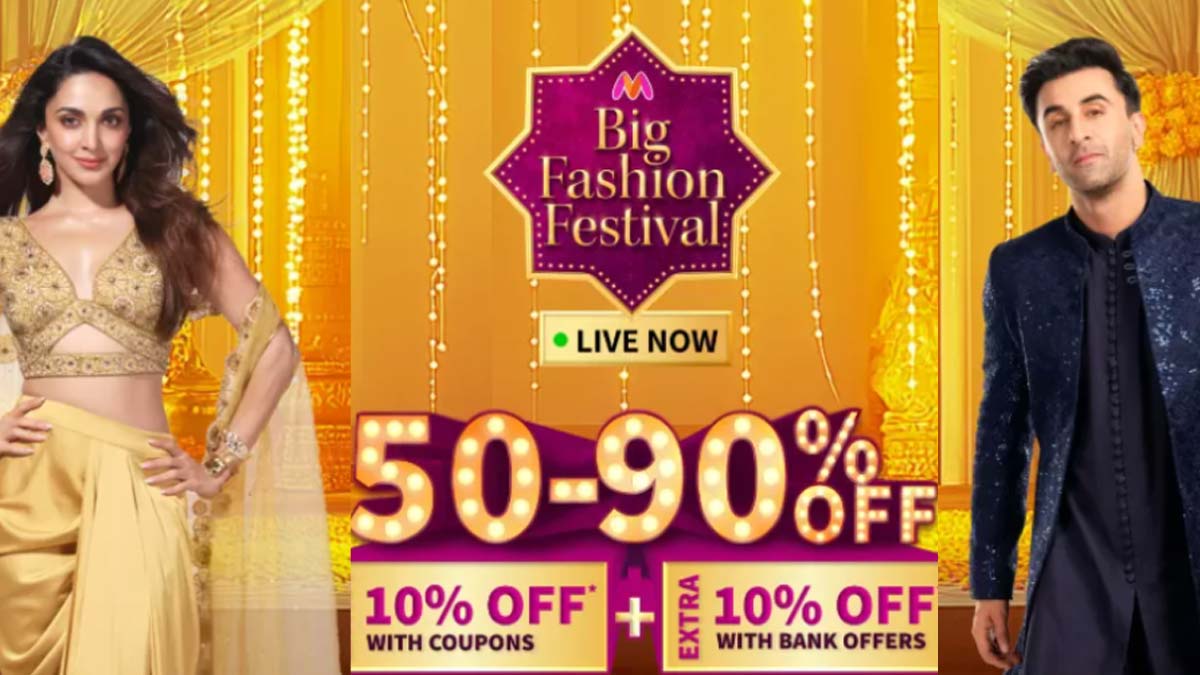 Big
Fashion
Festival
LIVE NOW
50-90% OFF
10% OFF*
WITH COUPONS
+
EXTRA
10% OFF
WITH BANK OFFERS